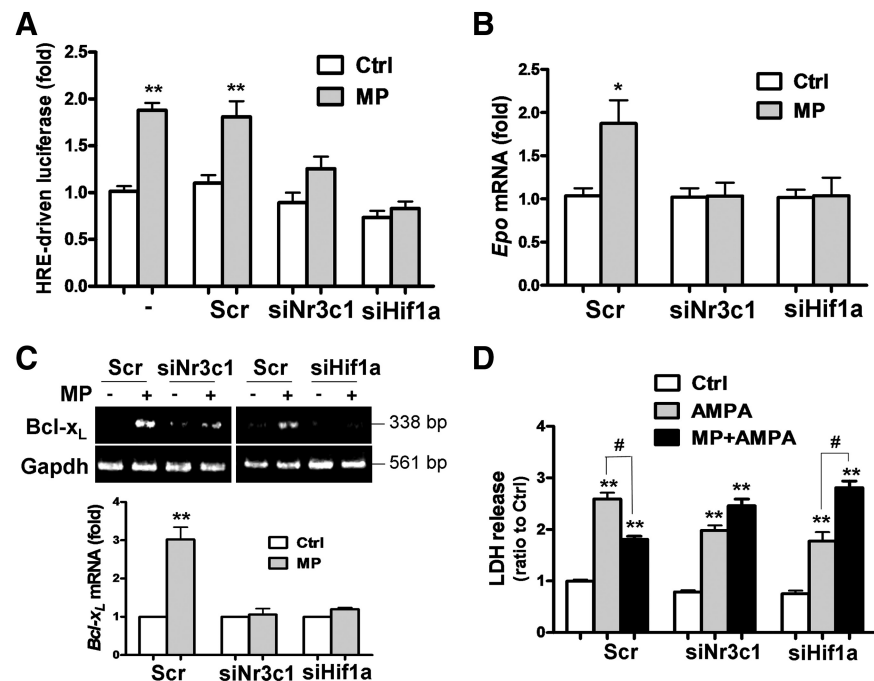 A
HRE-driven luciferase (fold)
2.5
2.0
1.5
1.0
0.5
0.0
Ctrl
MP
**
**
-
Scr
siNr3c1
siHif1a
B
Epo mRNA (fold)
2.5
2.0
1.5
1.0
0.5
0.0
Ctrl
MP
*
Scr
siNr3c1
siHif1a
C
Scr siNr3c1 Scr siHif1a
MP - + - + - + - +
Bcl-xL 338 bp
Gapdh 561 bp
Bcl-xL mRNA (fold)
4
3
2
1
0
**
Ctrl
MP
Scr
siNr3c1
siHif1a
D
Ctrl
AMPA
MP+AMPA
LDH release
(ratio to Ctrl)
4
3
2
1
0
#
**
**
**
**
#
**
**
Scr
siNr3c1
siHif1a